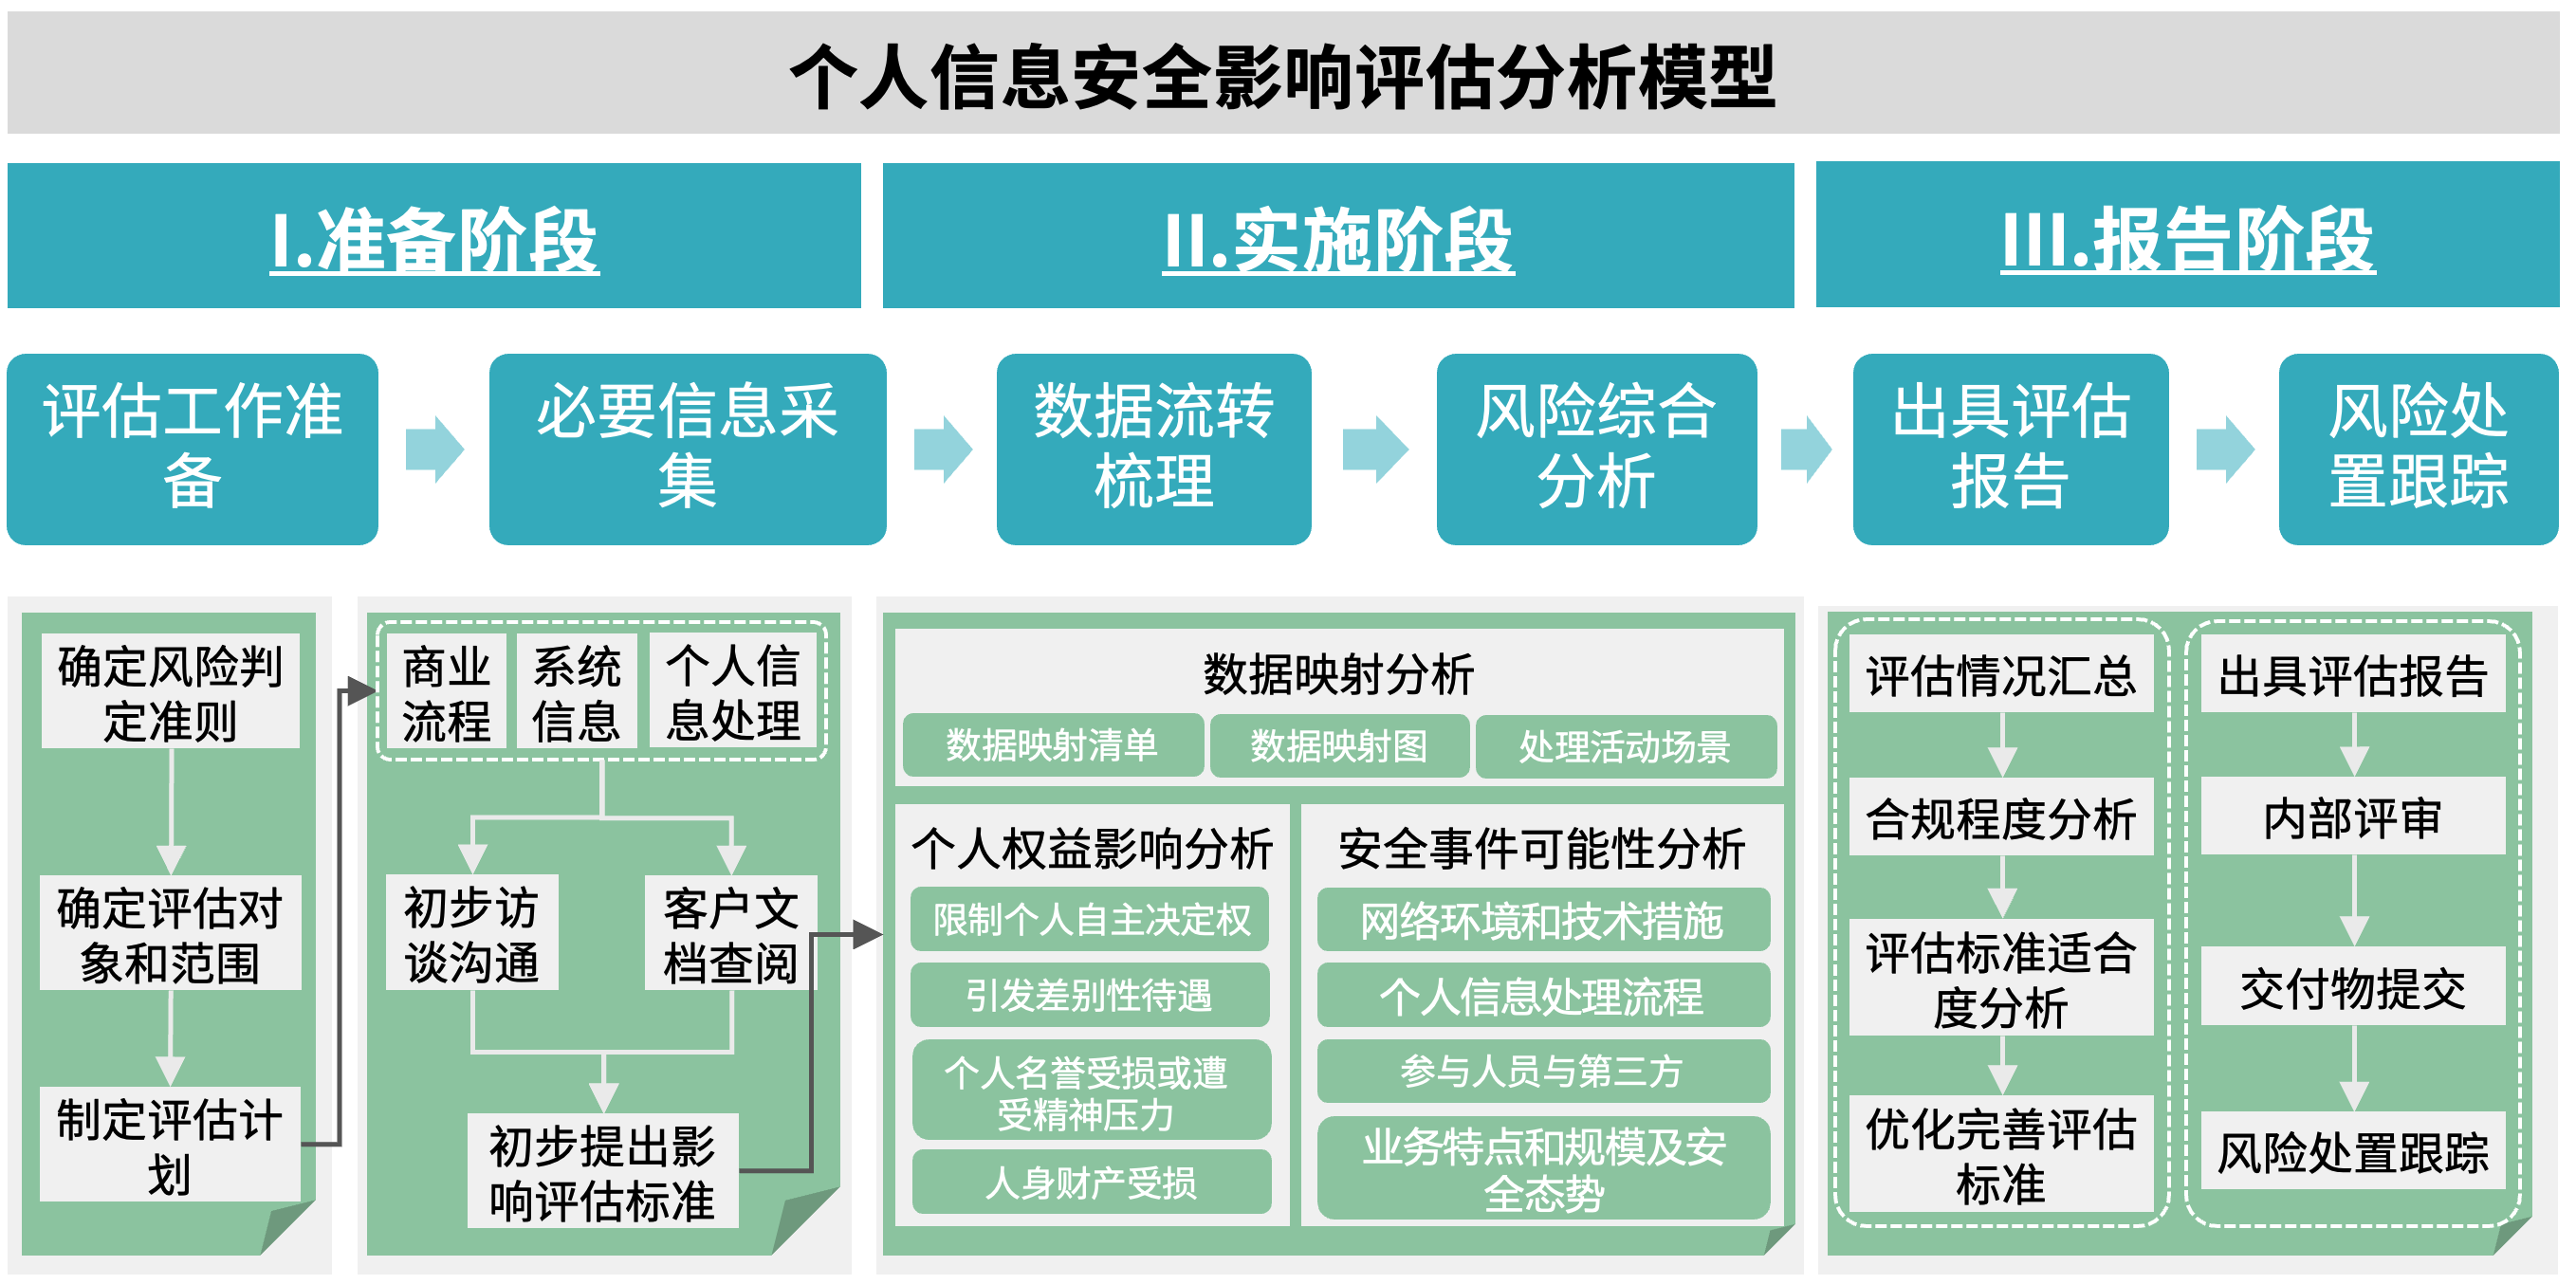 个人信息安全影响评估分析模型
I.准备阶段
II.实施阶段
III.报告阶段
评估工作准
备
必要信息采
集
数据流转
梳理
风险综合
分析
出具评估
报告
风险处
置跟踪
确定风险判
定准则
确定评估对
象和范围
制定评估计
划
商业
流程
系统
信息
个人信
息处理
初步访
谈沟通
客户文
档查阅
初步提出影
响评估标准
数据映射分析
数据映射清单
数据映射图
处理活动场景
个人权益影响分析
限制个人自主决定权
引发差别性待遇
个人名誉受损或遭
受精神压力
人身财产受损
安全事件可能性分析
网络环境和技术措施
个人信息处理流程
参与人员与第三方
业务特点和规模及安
全态势
评估情况汇总
合规程度分析
评估标准适合
度分析
优化完善评估
标准
出具评估报告
内部评审
交付物提交
风险处置跟踪